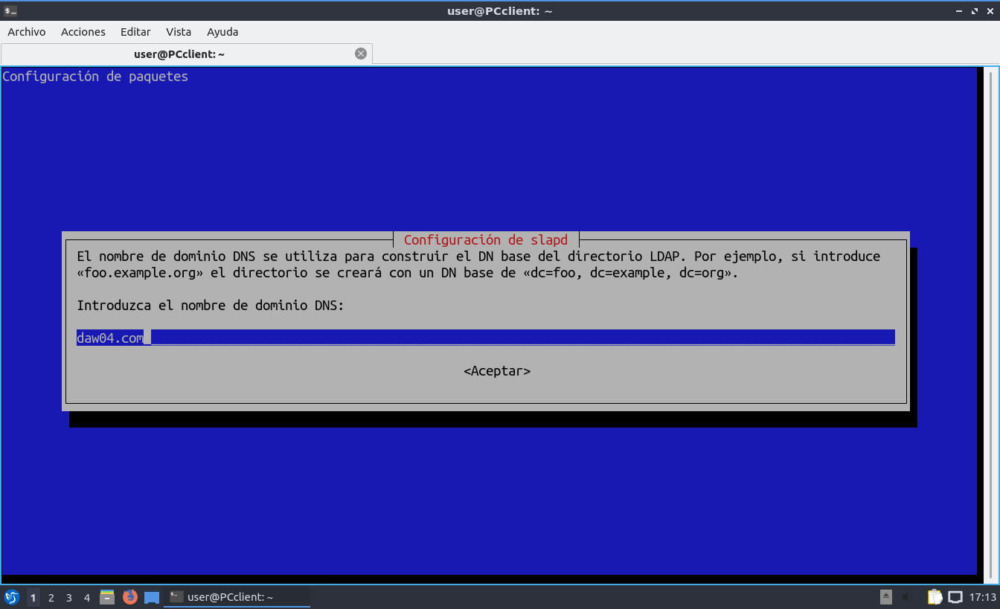 user@PCclient: ~
Archivo Acciones Editar Vista Ayuda
user@PCclient: ~
Configuración de paquetes
Configuración de slapd
El nombre de dominio DNS se utiliza para construir el DN base del directorio LDAP. Por ejemplo, si introduce
«foo.example.org» el directorio se creará con un DN base de «dc=foo, dc=example, dc=org».
Introduzca el nombre de dominio DNS:
daw04.com
<Aceptar>
1 2 3 4 user@PCclient: ~ 17:13